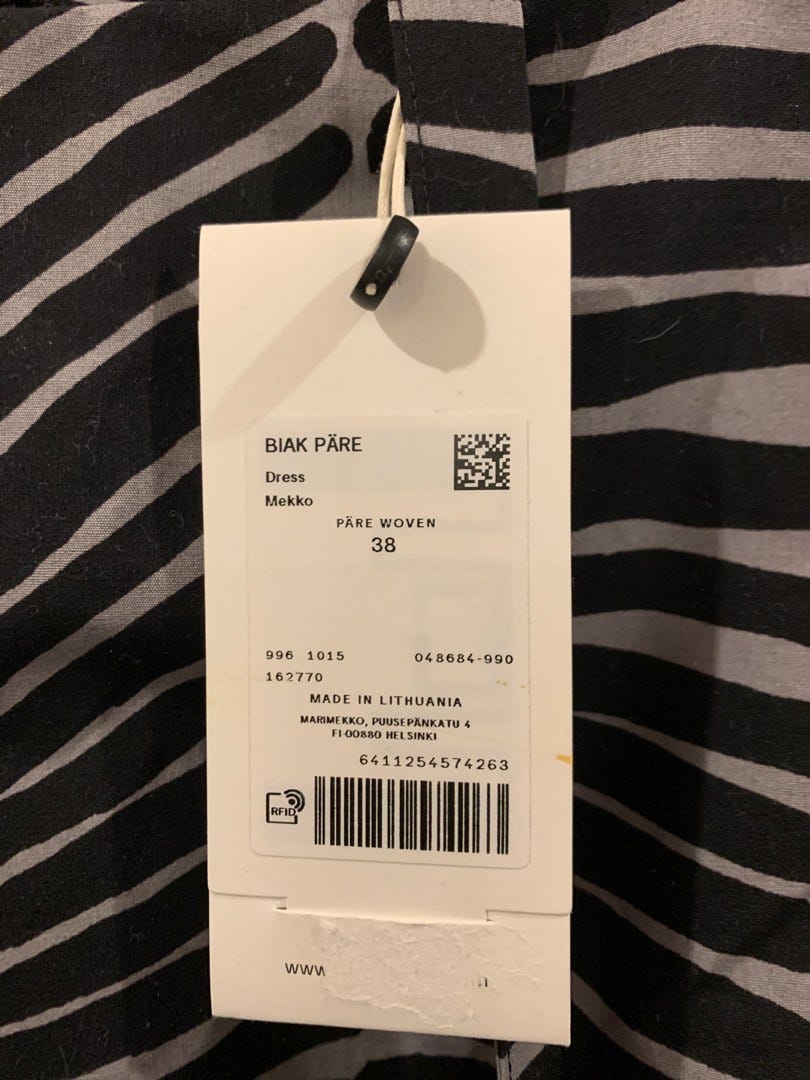 BIAK PÄRE
Dress
Mekko
PÄRE WOVEN
38
996 1015
048684-990
162770
MADE IN LITHUANIA
MARIMEKKO, PUUSEPÄNKATU 4
FI-00880 HELSINKI
6411254574263
RFID
www